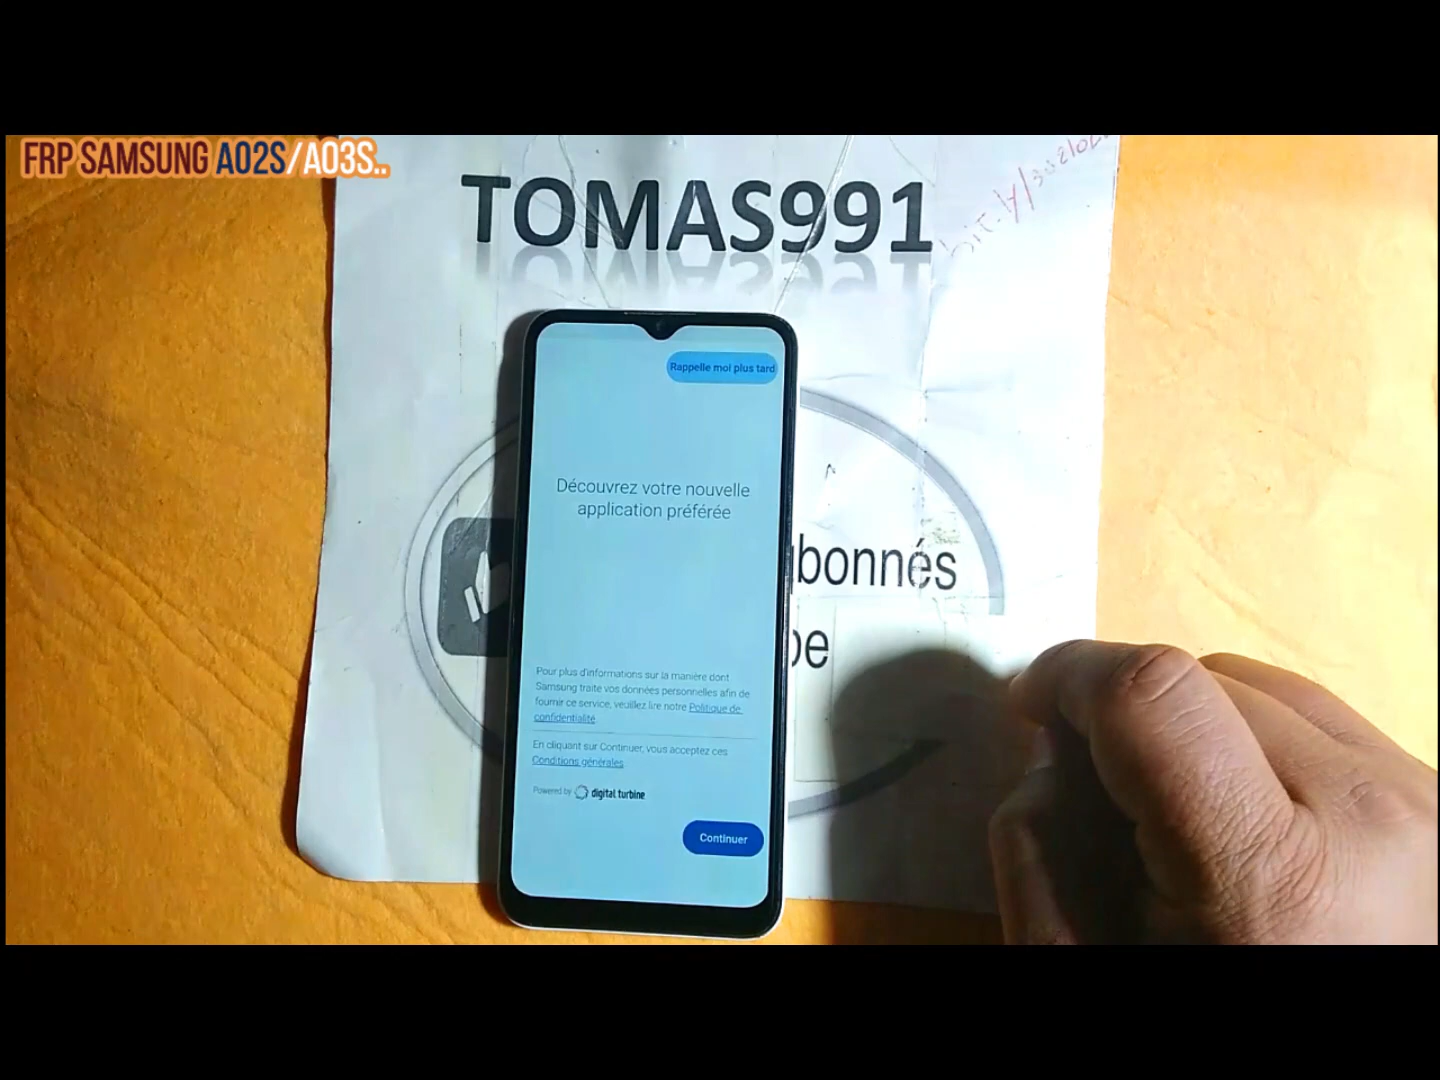 FRP SAMSUNG A02S/A03S..
TOMAS991
Rappelle moi plus tard
Découvrez votre nouvelle
application préférée
bonnés
be
Pour plus d'informations sur la manière dont
Samsung traite vos données personnelles afin de
fournir ce service, veuillez lire notre Politique de
confidentialité.
En cliquant sur Continuer, vous acceptez ces
Conditions générales.
Powered by digital turbine
Continuer